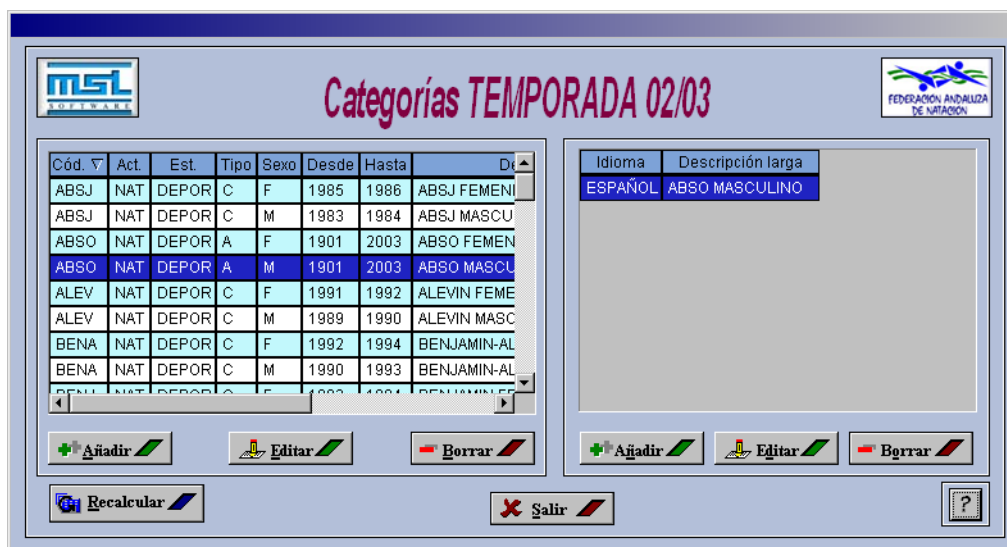 msl
SOFTWARE
Categorías TEMPORADA 02/03
FEDERACION ANDALUZA
DE NATACION
Cód. Act. Est. Tipo Sexo Desde Hasta De
ABSJ NAT DEPOR C F 1985 1986 ABSJ FEMENI
ABSJ NAT DEPOR C M 1983 1984 ABSJ MASCU
ABSO NAT DEPOR A F 1901 2003 ABSO FEMEN
ABSO NAT DEPOR A M 1901 2003 ABSO MASCU
ALEV NAT DEPOR C F 1991 1992 ALEVIN FEME
ALEV NAT DEPOR C M 1989 1990 ALEVIN MASC
BENA NAT DEPOR C F 1992 1994 BENJAMIN-AL
BENA NAT DEPOR C M 1990 1993 BENJAMIN-AL
Añadir Editar Borrar
Idioma Descripción larga
ESPAÑOL ABSO MASCULINO
Añadir Editar Borrar
Recalcular Salir ?